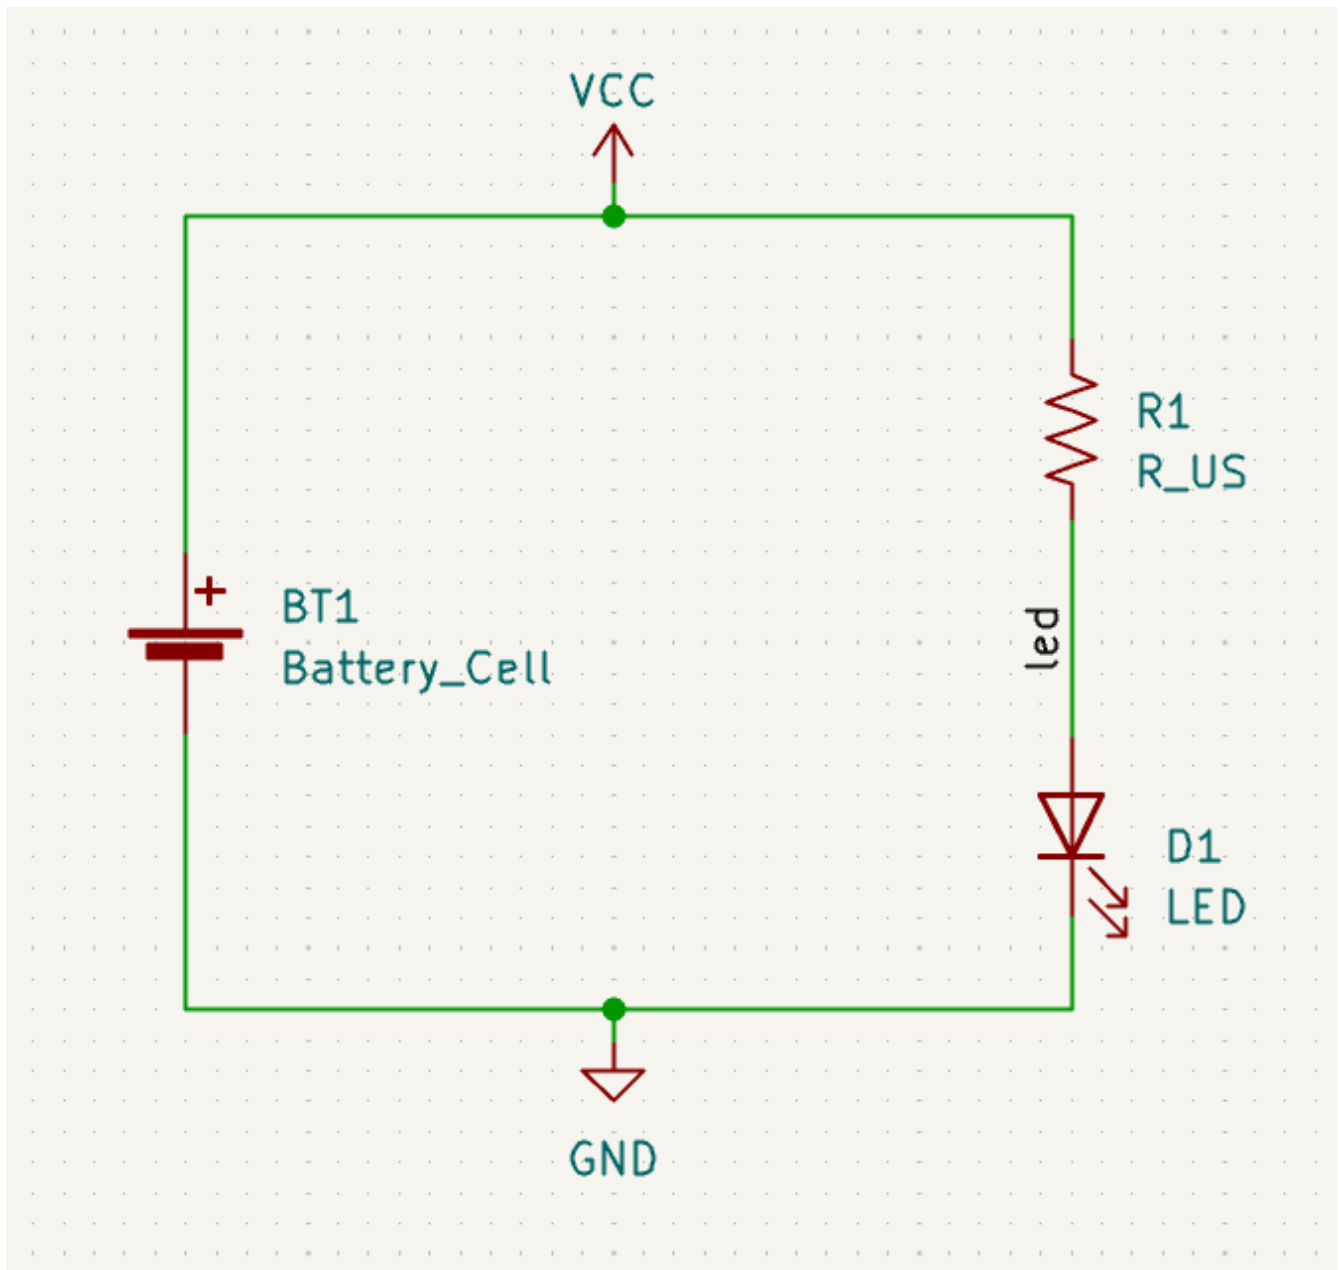 VCC
R1
R_US
+
BT1
Battery_Cell
led
D1
LED
GND